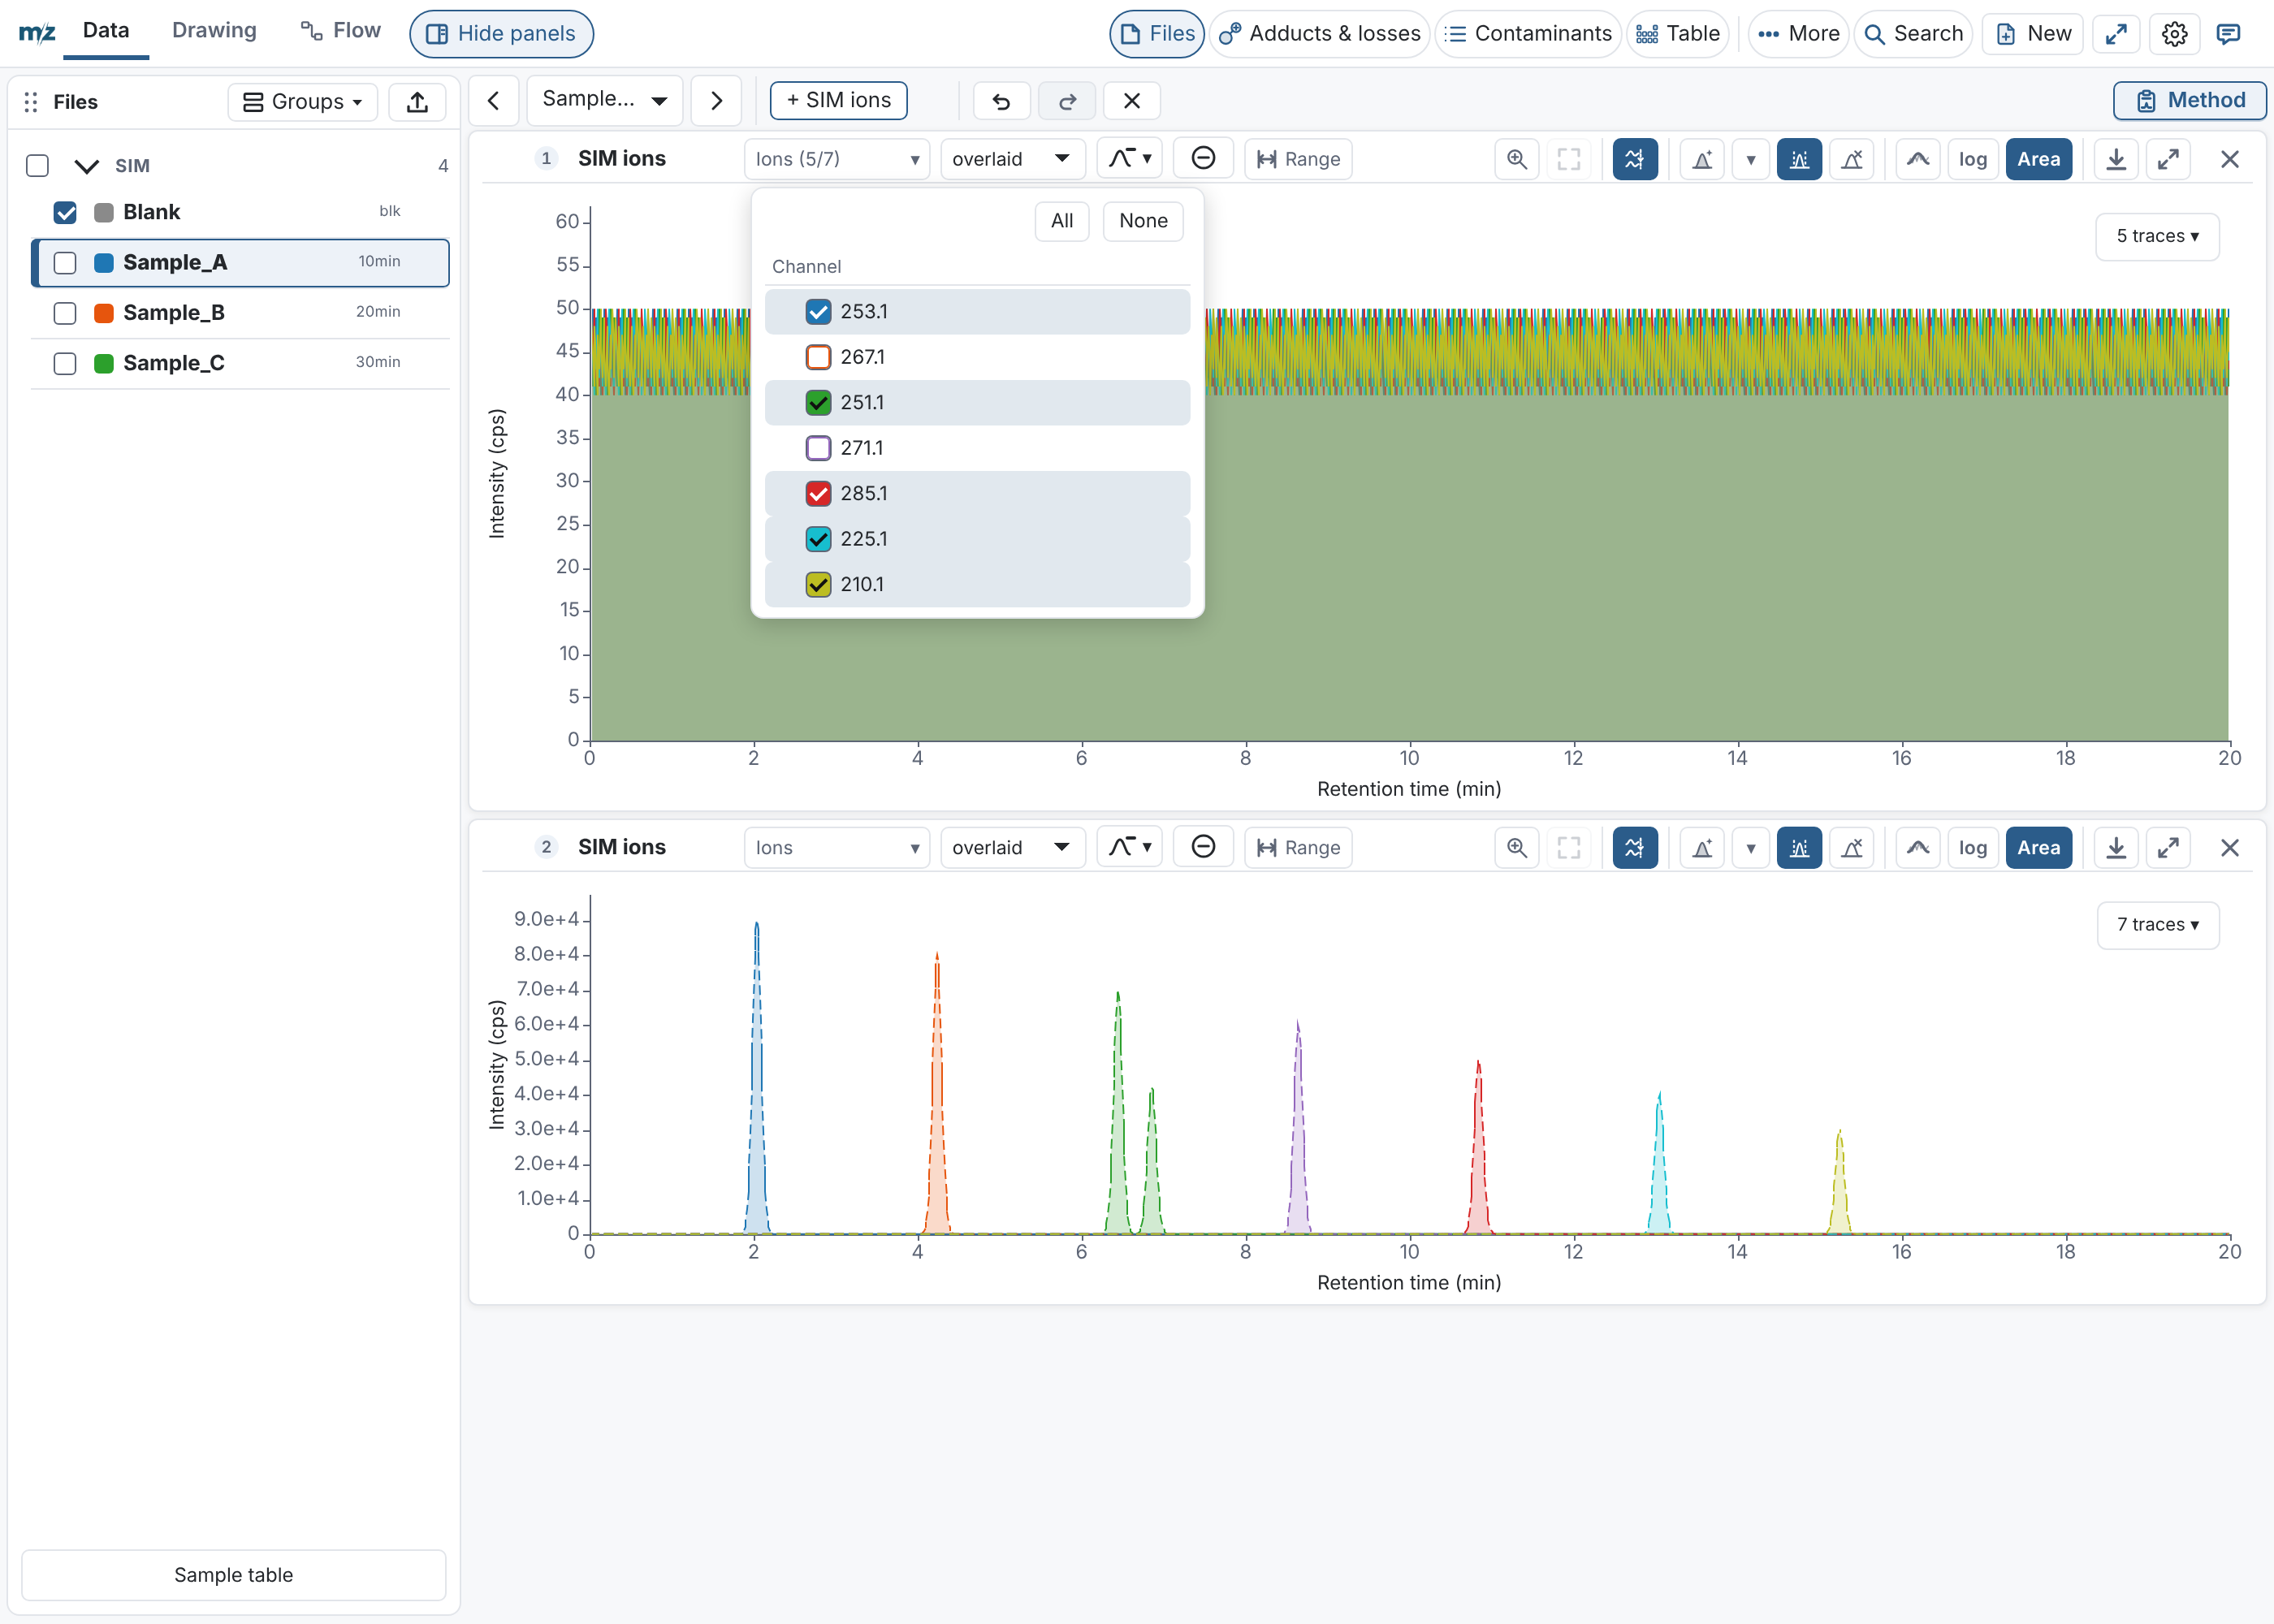 m/z Data Drawing Flow Hide panels Files Adducts & losses Contaminants Table More Search New
Files Groups
SIM 4
Blank blk
Sample_A 10min
Sample_B 20min
Sample_C 30min
Sample table
Sample... + SIM ions Method
1 SIM ions Ions (5/7) overlaid Range log Area
All None
Channel
253.1
267.1
251.1
271.1
285.1
225.1
210.1
5 traces
Intensity (cps)
60
55
50
45
40
35
30
25
20
15
10
5
0
0 2 4 6 8 10 12 14 16 18 20
Retention time (min)
2 SIM ions Ions overlaid Range log Area
7 traces
Intensity (cps)
9.0e+4
8.0e+4
7.0e+4
6.0e+4
5.0e+4
4.0e+4
3.0e+4
2.0e+4
1.0e+4
0
0 2 4 6 8 10 12 14 16 18 20
Retention time (min)